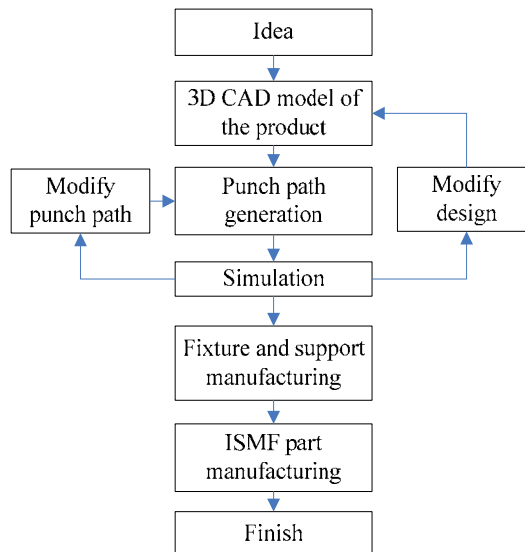 Idea
3D CAD model of
the product
Modify
punch path
Punch path
generation
Modify
design
Simulation
Fixture and support
manufacturing
ISMF part
manufacturing
Finish